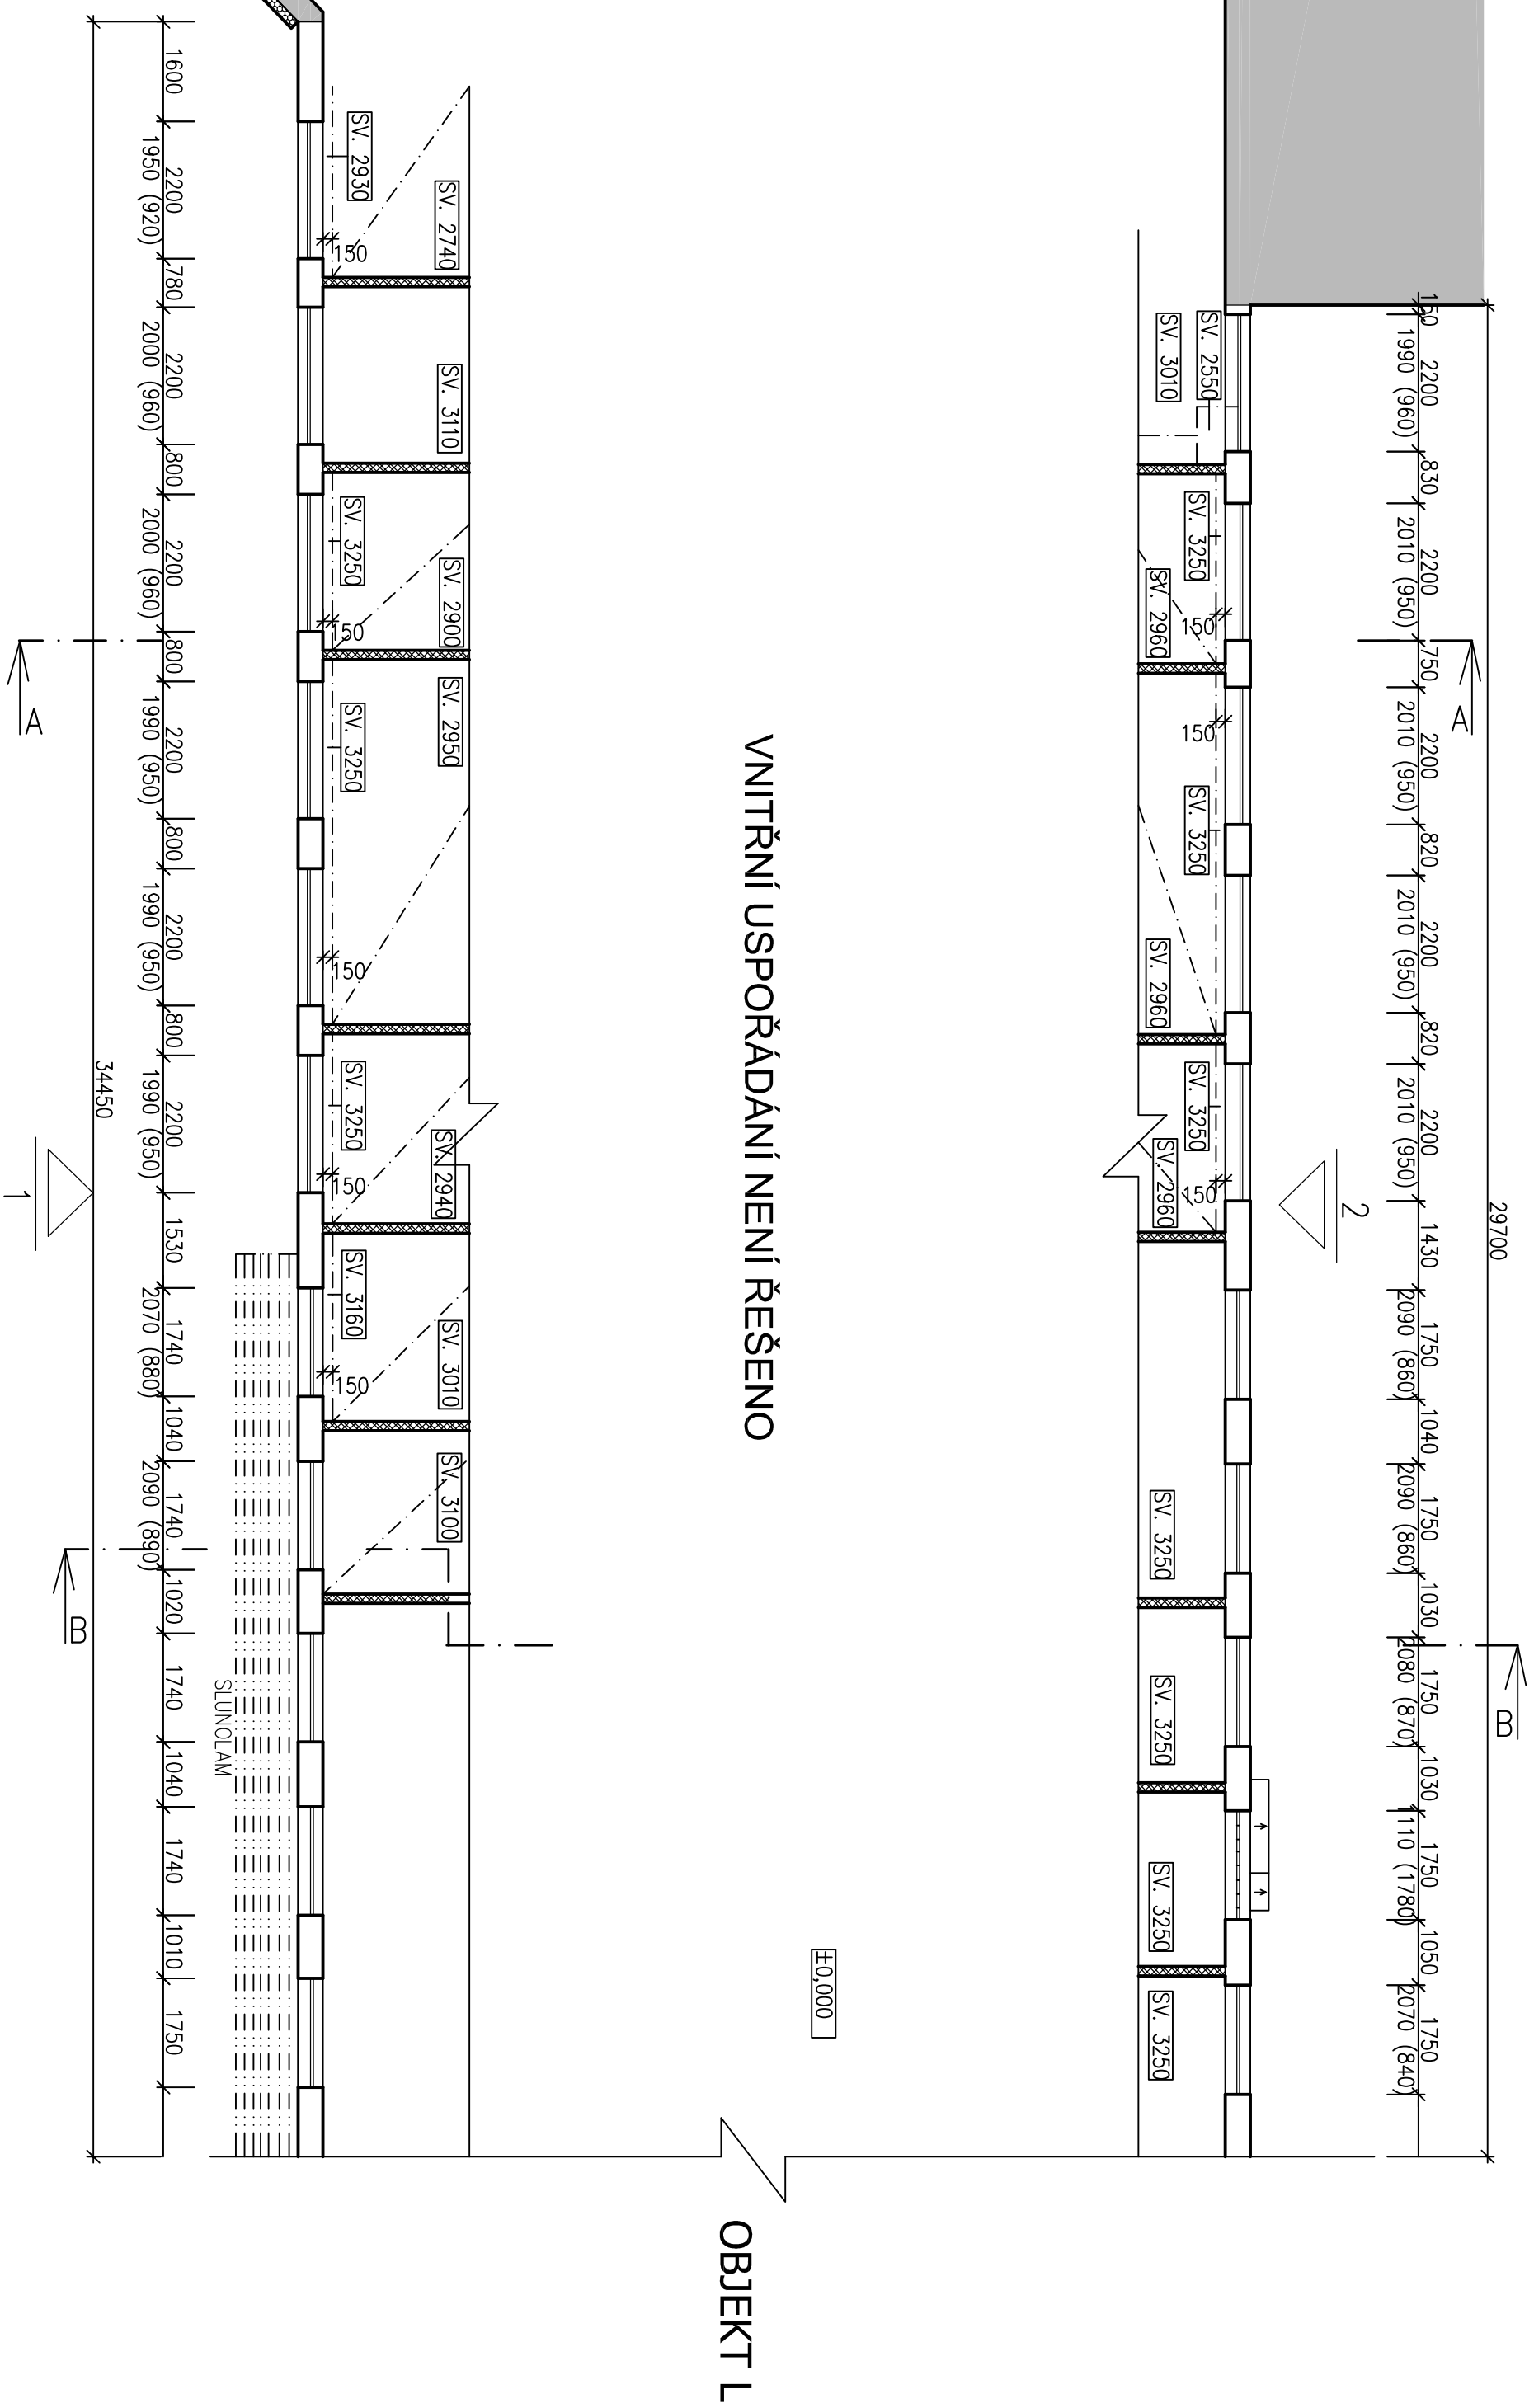 29700
150
2200
1990 (960)
830
2200
2010 (950)
750
2200
2010 (950)
820
2200
2010 (950)
820
2200
2010 (950)
1430
1750
2090 (860)
1040
1750
2090 (860)
1030
1750
2080 (870)
1030
1750
1110 (1780)
1050
1750
2070 (840)
A
2
B
SV. 2550
SV. 3010
SV. 3250
SV. 2960
150
150
SV. 3250
SV. 2960
SV. 3250
SV. 2960
150
SV. 3250
SV. 3250
SV. 3250
SV. 3250
±0,000
VNITŘNÍ USPOŘÁDÁNÍ NENÍ ŘEŠENO
OBJEKT L
SV. 2740
SV. 2930
150
SV. 3110
SV. 2900
SV. 3250
150
SV. 2950
SV. 3250
150
SV. 2940
SV. 3250
150
SV. 3010
SV. 3160
150
SV. 3100
SLUNOLAM
1600
2200
1950 (920)
780
2200
2000 (960)
800
2200
2000 (960)
800
2200
1990 (950)
800
2200
1990 (950)
800
2200
1990 (950)
1530
1740
2070 (880)
1040
1740
2090 (890)
1020
1740
1040
1740
1010
1750
34450
A
1
B